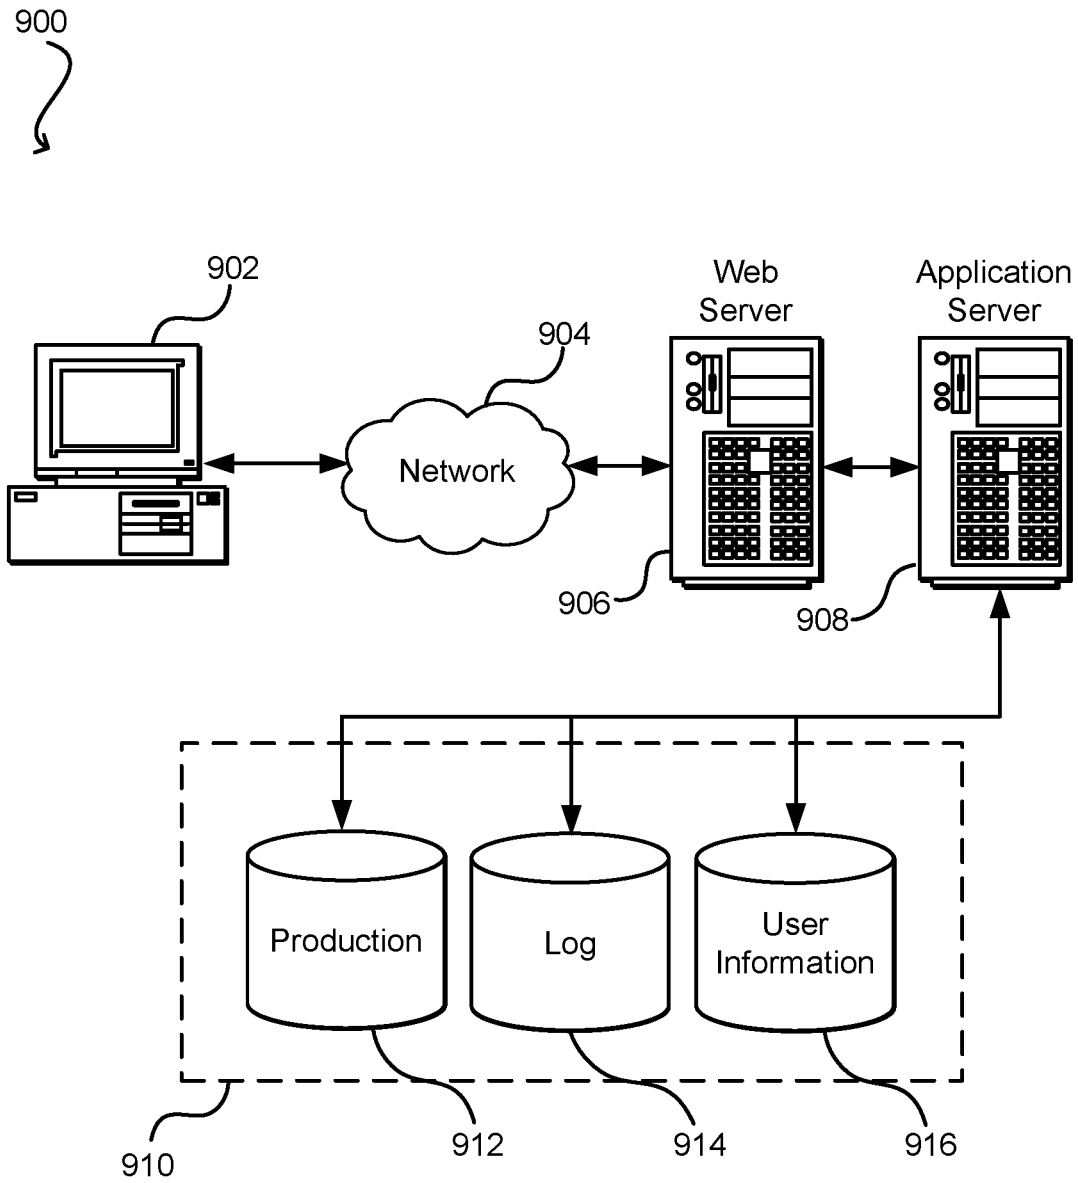 900
902
Web
Server
Application
Server
904
Network
906
908
Production
Log
User
Information
910
912
914
916